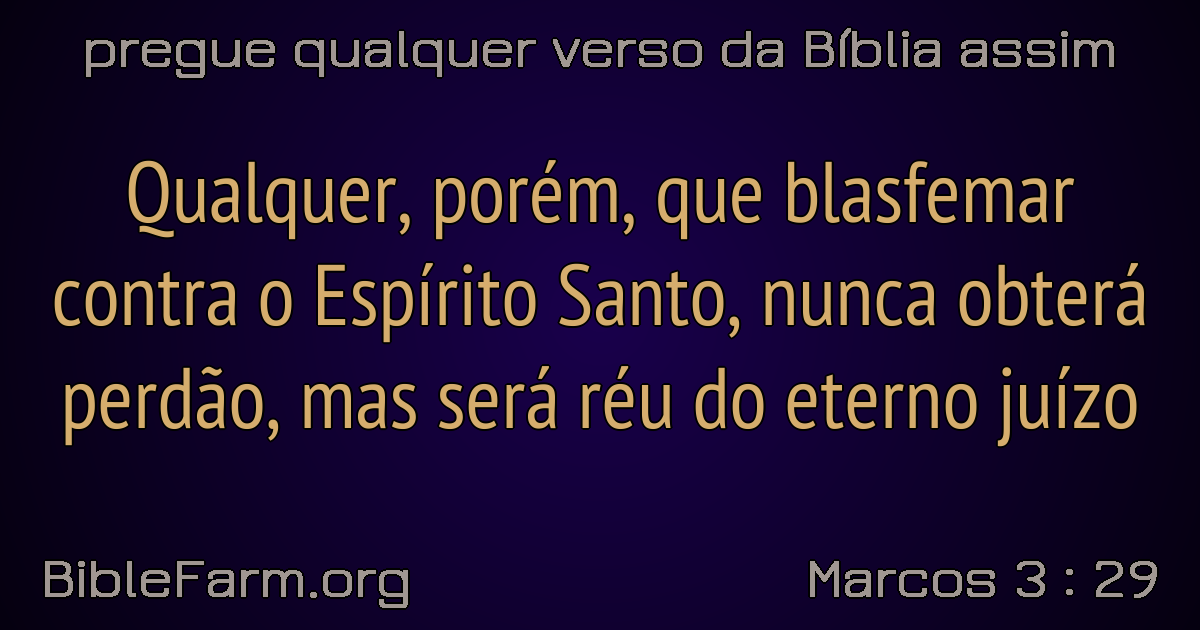 pregue qualquer verso da Bíblia assim
Qualquer, porém, que blasfemar
contra o Espírito Santo, nunca obterá
perdão, mas será réu do eterno juízo
BibleFarm.org
Marcos 3 : 29